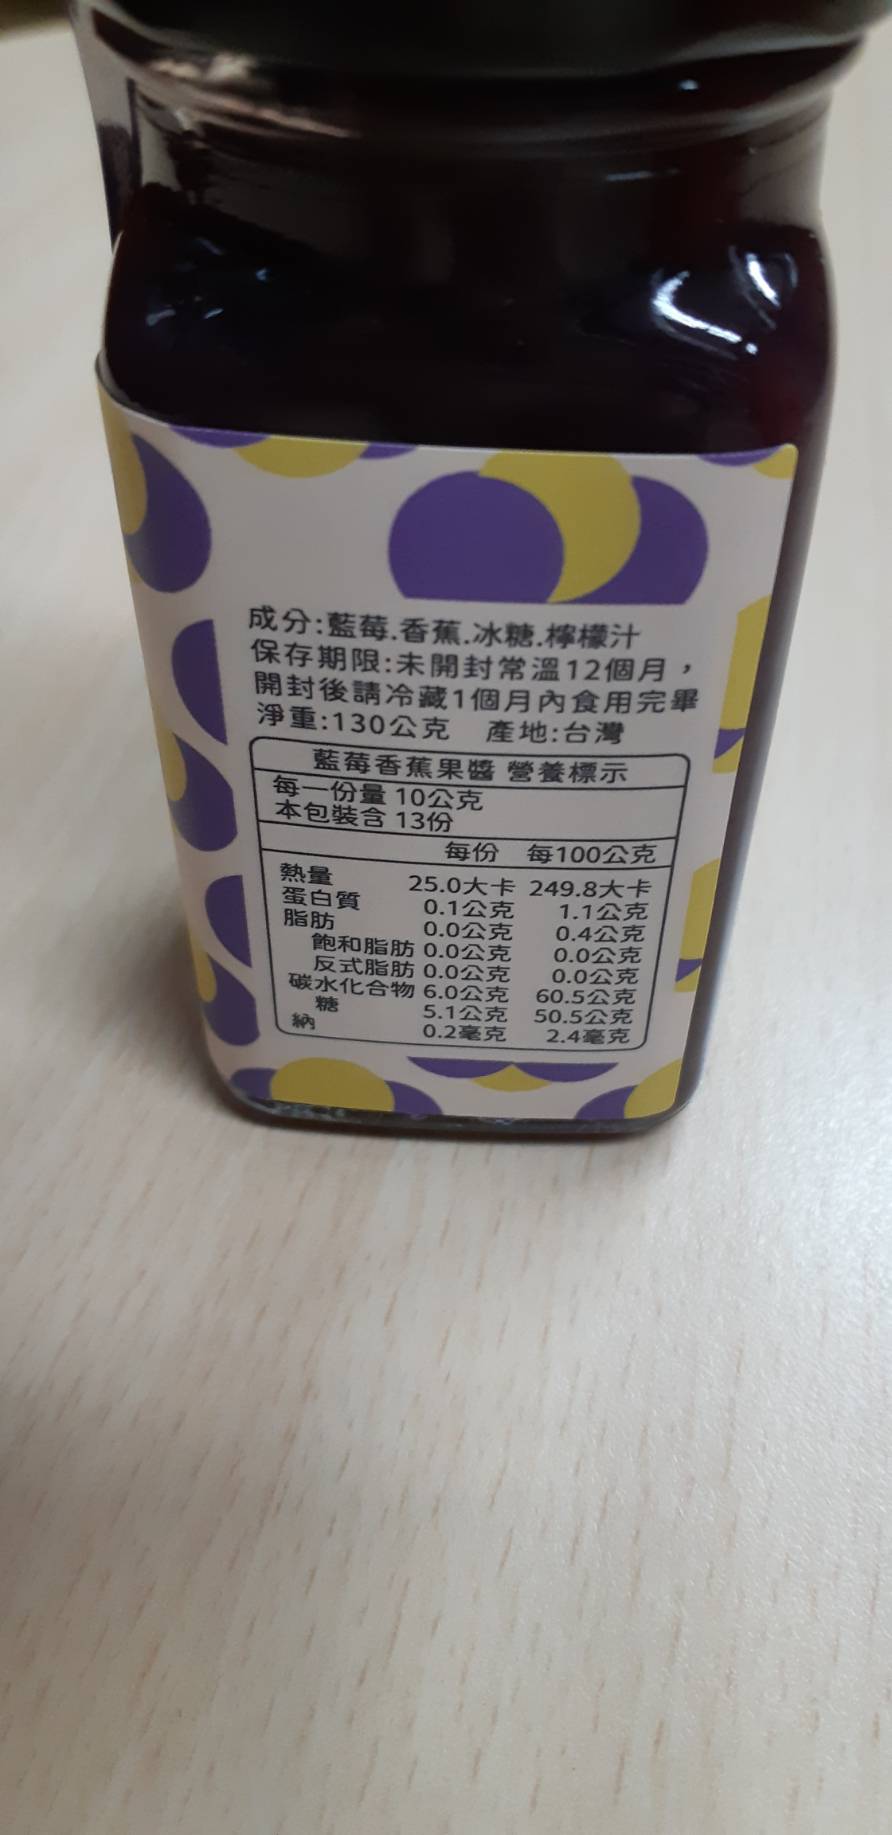 成分:藍莓.香蕉.冰糖.檸檬汁
保存期限:未開封常溫12個月，
開封後請冷藏1個月內食用完畢
淨重:130公克 產地:台灣
藍莓香蕉果醬 營養標示
每一份量 10公克
本包裝含 13份
每份 每100公克
熱量 25.0大卡 249.8大卡
蛋白質 0.1公克 1.1公克
脂肪 0.0公克 0.4公克
飽和脂肪 0.0公克 0.0公克
反式脂肪 0.0公克 0.0公克
碳水化合物 6.0公克 60.5公克
糖 5.1公克 50.5公克
納 0.2毫克 2.4毫克